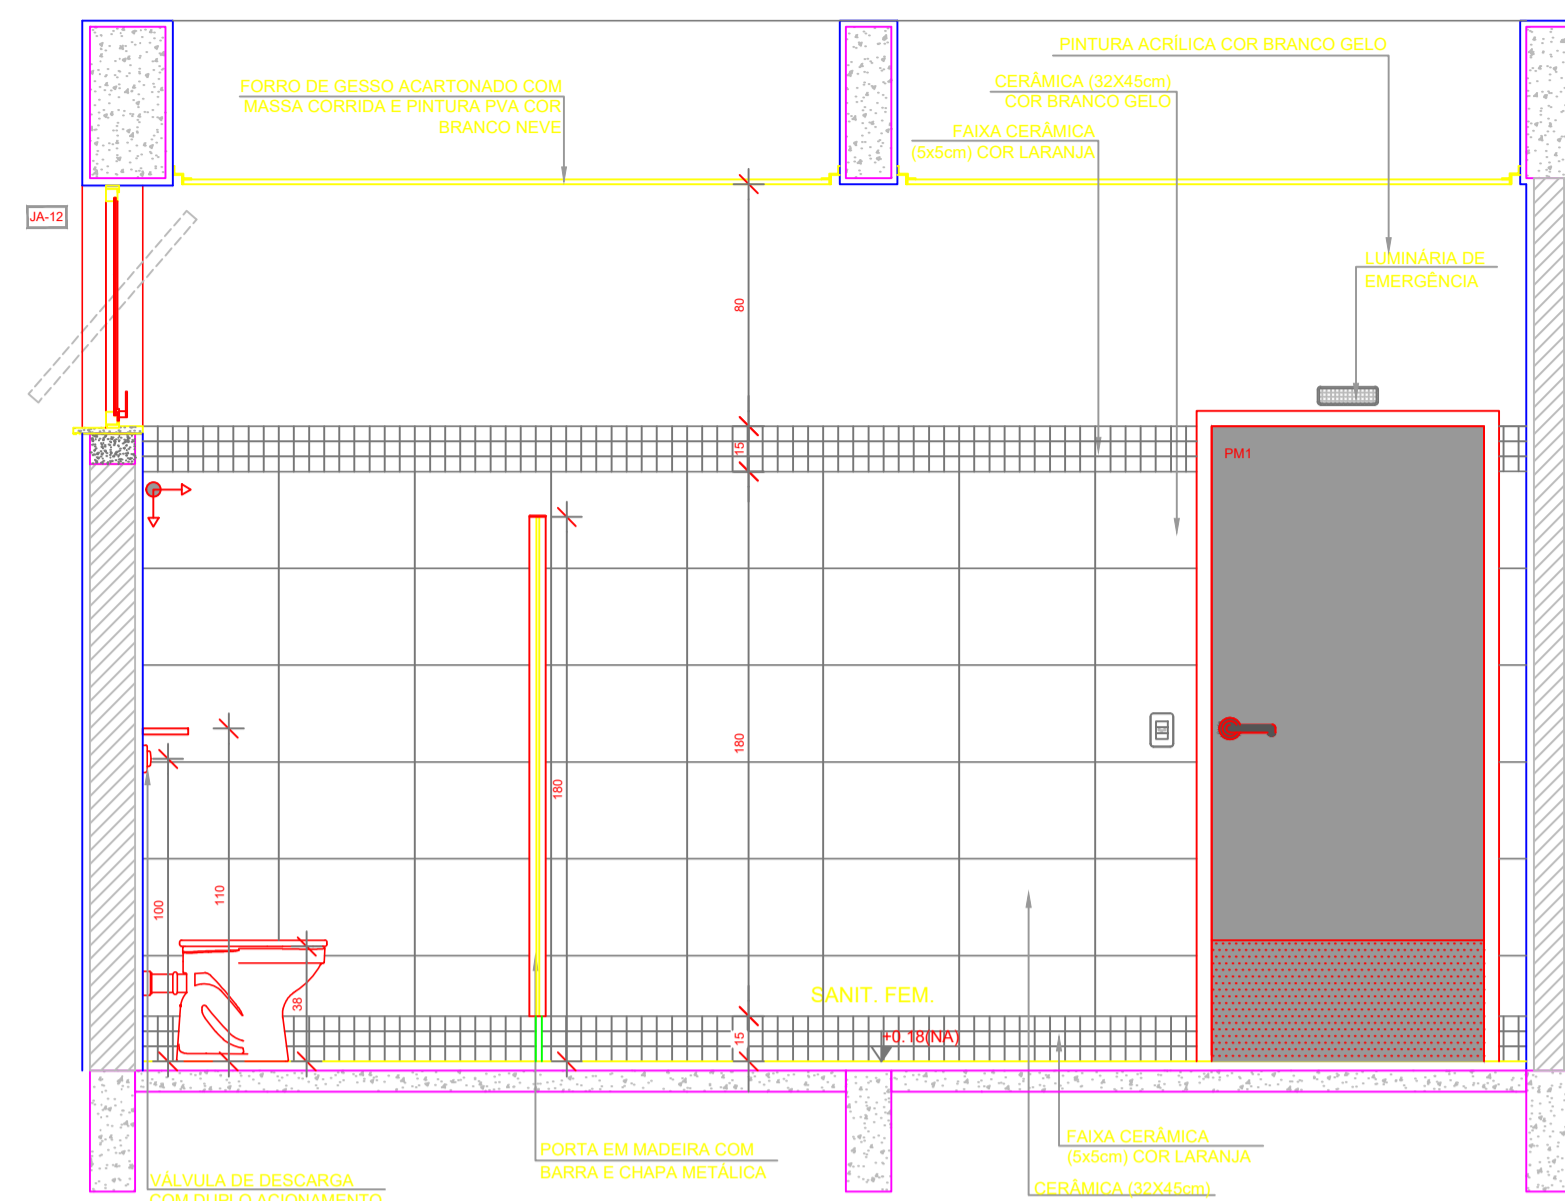 PINTURA ACRÍLICA COR BRANCO GELO
FORRO DE GESSO ACARTONADO COM
MASSA CORRIDA E PINTURA PVA COR
BRANCO NEVE
CERÂMICA (32X45cm)
COR BRANCO GELO
FAIXA CERÂMICA
(5x5cm) COR LARANJA
JA-12
LUMINÁRIA DE
EMERGÊNCIA
80
15
PM1
180
180
110
100
38
SANIT. FEM.
15
+0.18(NA)
FAIXA CERÂMICA
(5x5cm) COR LARANJA
PORTA EM MADEIRA COM
BARRA E CHAPA METÁLICA
VÁLVULA DE DESCARGA
COM DUPLO ACIONAMENTO
CERÂMICA (32X45cm)